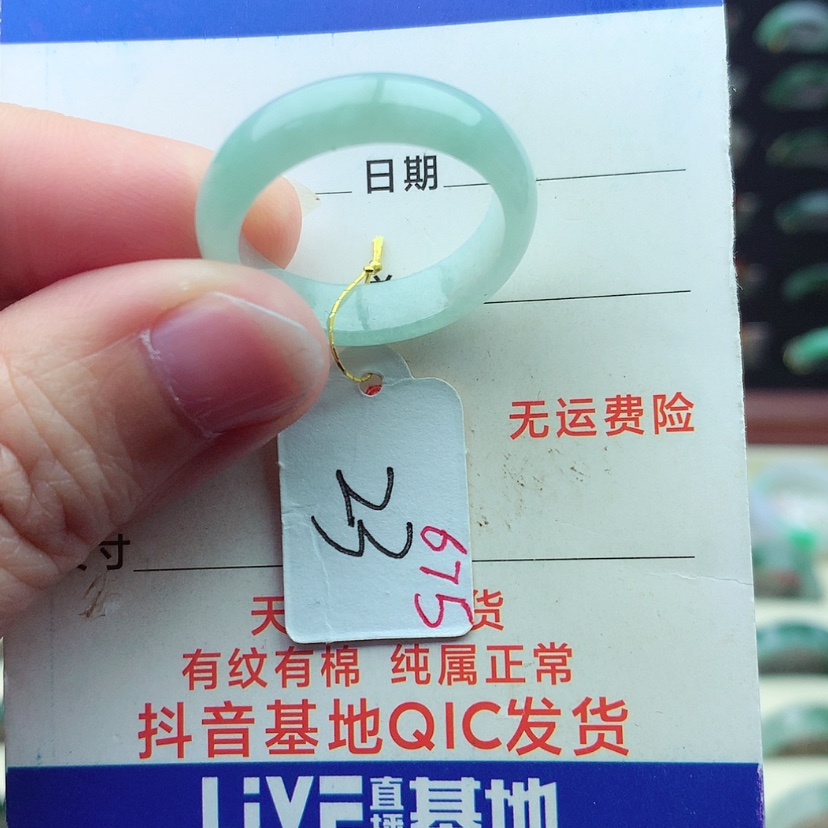 日期
无运费险
寸
23
675
天
货
有纹有棉 纯属正常
抖音基地QIC发货
LiVE直播基地